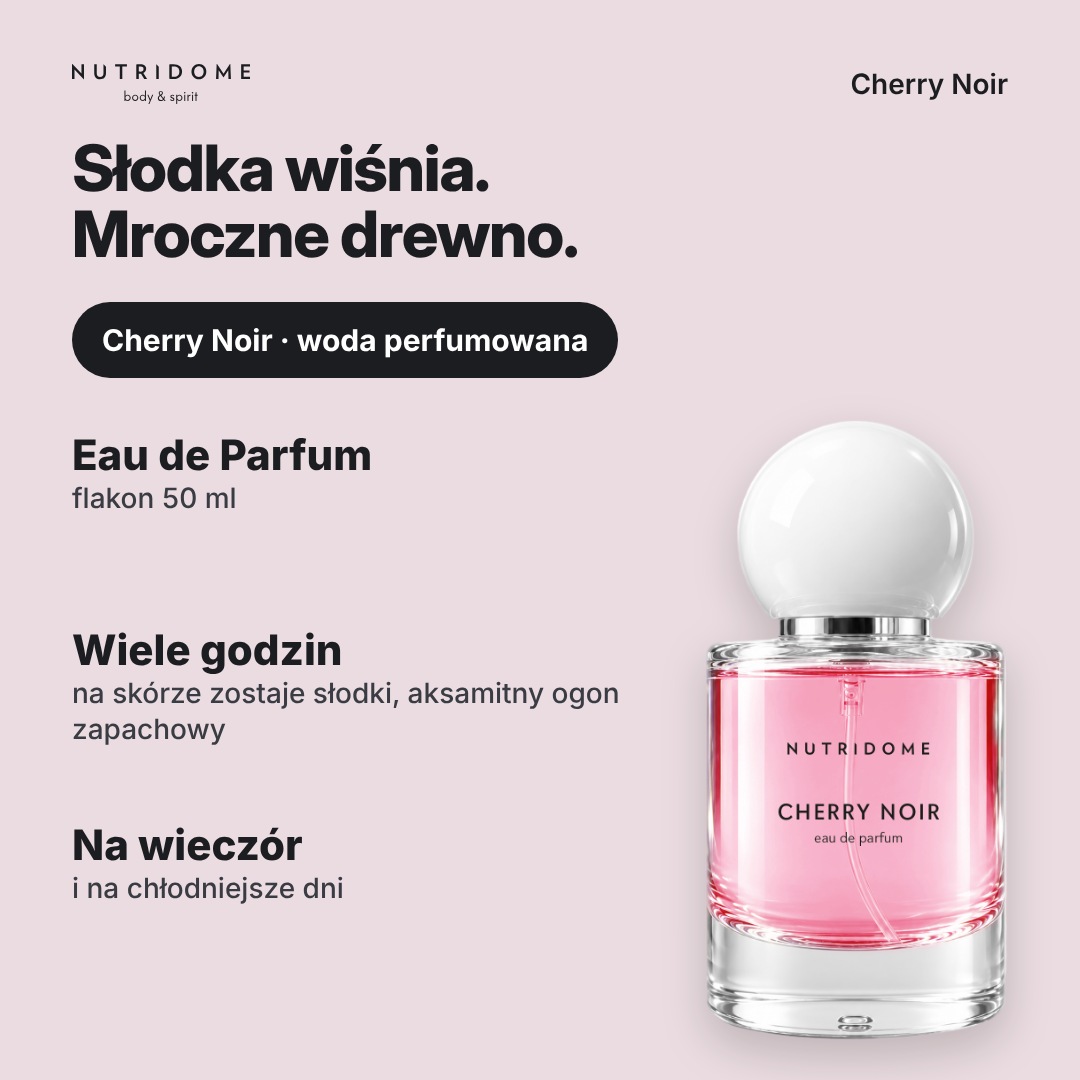 NUTRIDOME
body & spirit
Cherry Noir
Słodka wiśnia.
Mroczne drewno.
Cherry Noir · woda perfumowana
Eau de Parfum
flakon 50 ml
Wiele godzin
na skórze zostaje słodki, aksamitny ogon
zapachowy
Na wieczór
i na chłodniejsze dni
NUTRIDOME
CHERRY NOIR
eau de parfum